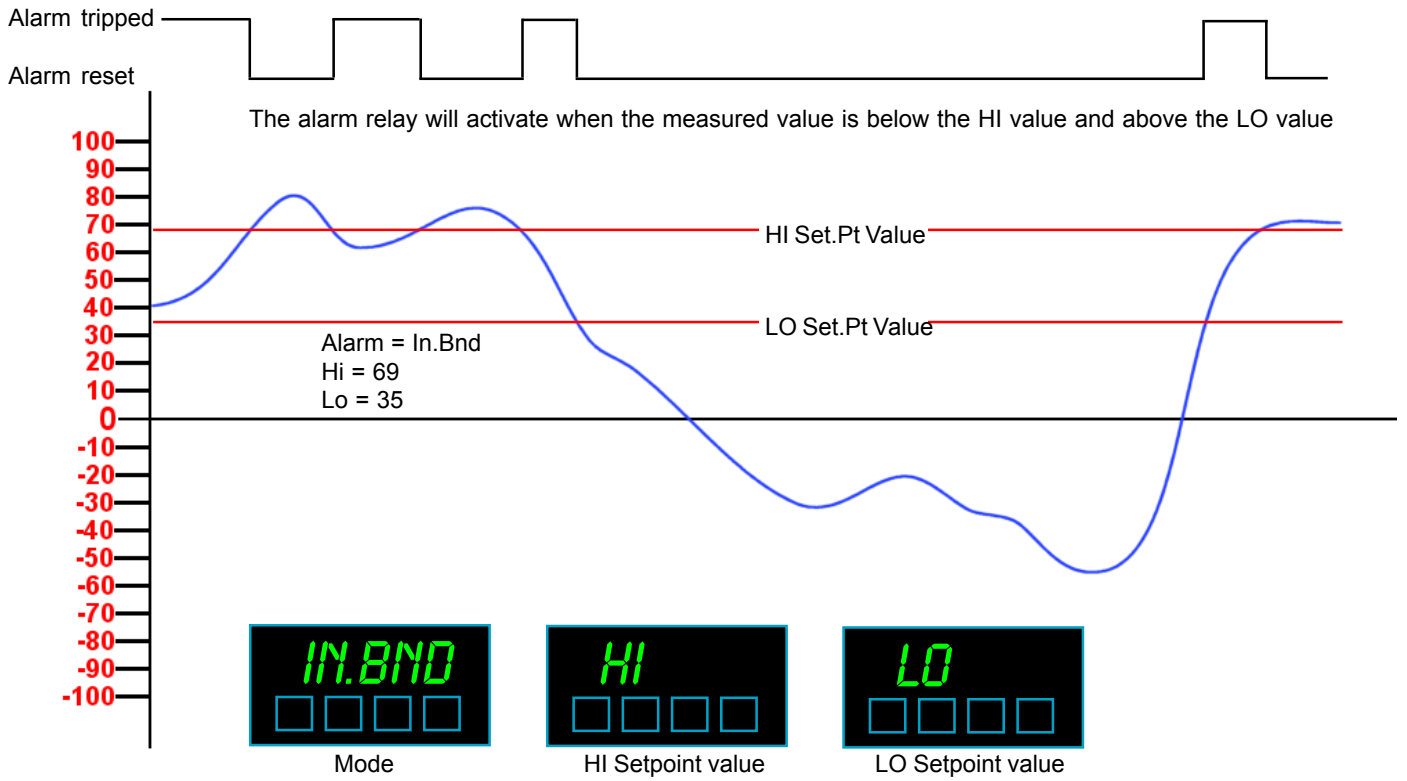 Alarm tripped
Alarm reset
The alarm relay will activate when the measured value is below the HI value and above the LO value
100
90
80
70
60
50
40
30
20
10
0
-10
-20
-30
-40
-50
-60
-70
-80
-90
-100
HI Set.Pt Value
LO Set.Pt Value
Alarm = In.Bnd
Hi = 69
Lo = 35
IN.BND
HI
LO
Mode
HI Setpoint value
LO Setpoint value